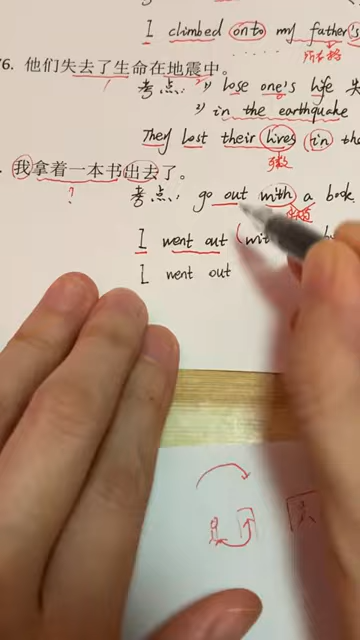 I climbed onto my father's
所有格
76. 他们失去了生命在地震中。
考点: 1) Lose one's life 失
2) in the earthquake
They lost their lives (in the
复数
我拿着一本书出去了。
?
考点: go out with a book.
I went out (wit
I went out